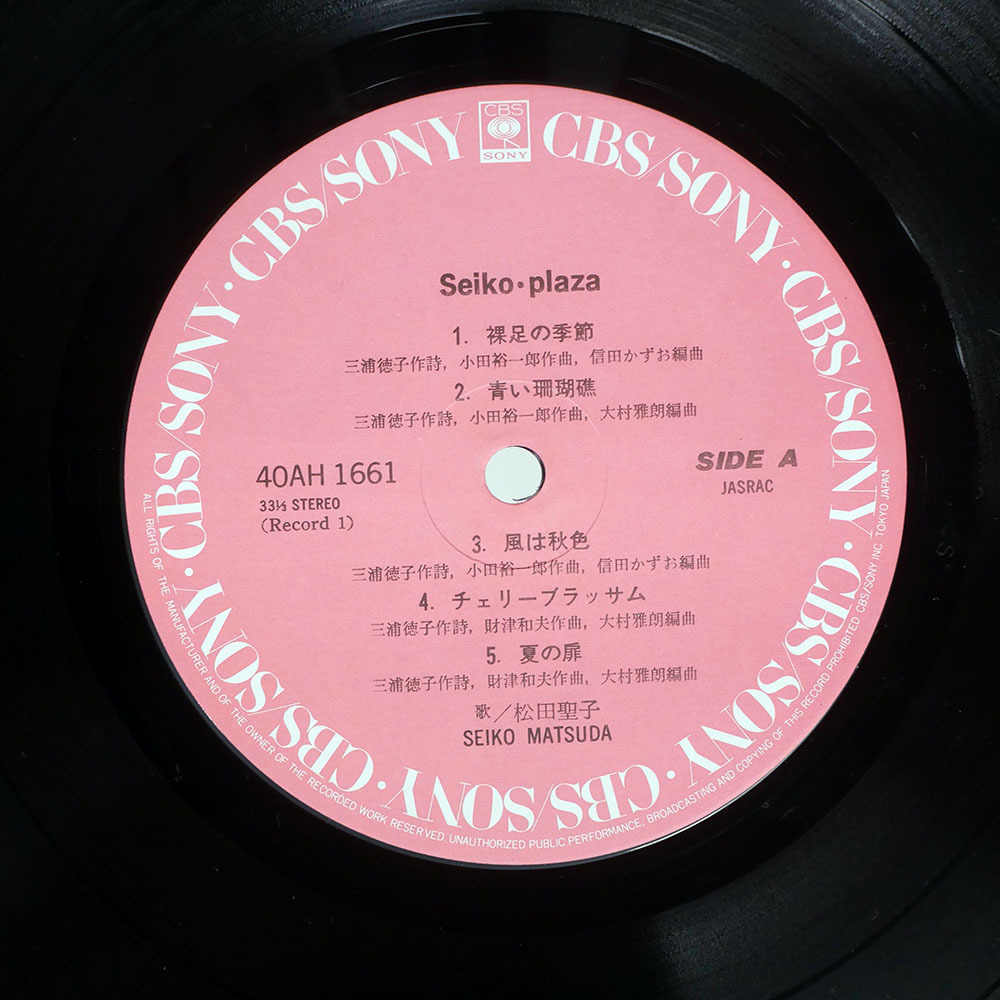 CBS
SONY
CBS/SONY · CBS/SONY · CBS/SONY · CBS/SONY · CBS/SONY · CBS/SONY · CBS/SONY · CBS/SONY
Seiko・plaza
1. 裸足の季節
三浦徳子作詩, 小田裕一郎作曲, 信田かずお編曲
2. 青い珊瑚礁
三浦徳子作詩, 小田裕一郎作曲, 大村雅朗編曲
40AH 1661
33⅓ STEREO
(Record 1)
SIDE A
JASRAC
3. 風は秋色
三浦徳子作詩, 小田裕一郎作曲, 信田かずお編曲
4. チェリーブラッサム
三浦徳子作詩, 財津和夫作曲, 大村雅朗編曲
5. 夏の扉
三浦徳子作詩, 財津和夫作曲, 大村雅朗編曲
歌／松田聖子
SEIKO MATSUDA
ALL RIGHTS OF THE MANUFACTURER AND OF THE OWNER OF THE RECORDED WORK RESERVED. UNAUTHORIZED PUBLIC PERFORMANCE, BROADCASTING AND COPYING OF THIS RECORD PROHIBITED CBS/SONY INC. TOKYO JAPAN